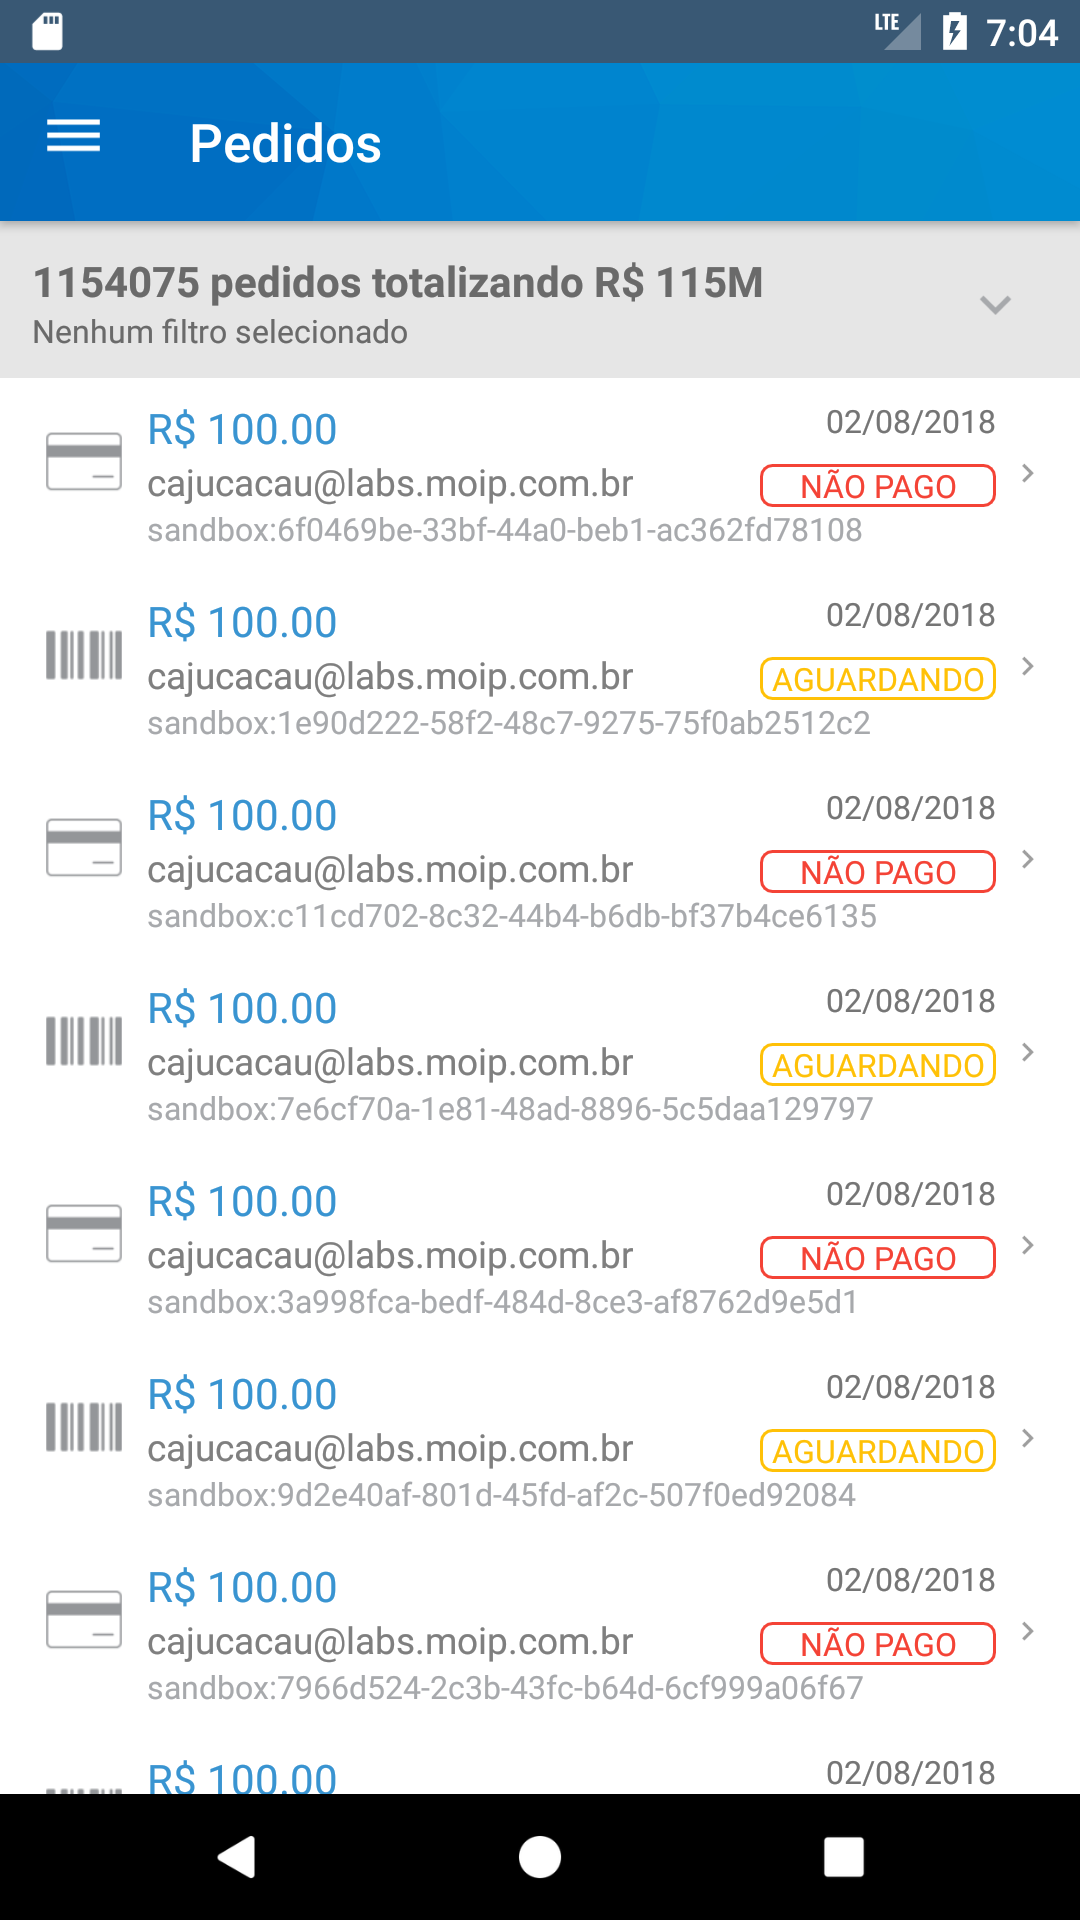 LTE 7:04
Pedidos
1154075 pedidos totalizando R$ 115M
Nenhum filtro selecionado
R$ 100.00 02/08/2018
cajucacau@labs.moip.com.br NÃO PAGO
sandbox:6f0469be-33bf-44a0-beb1-ac362fd78108
R$ 100.00 02/08/2018
cajucacau@labs.moip.com.br AGUARDANDO
sandbox:1e90d222-58f2-48c7-9275-75f0ab2512c2
R$ 100.00 02/08/2018
cajucacau@labs.moip.com.br NÃO PAGO
sandbox:c11cd702-8c32-44b4-b6db-bf37b4ce6135
R$ 100.00 02/08/2018
cajucacau@labs.moip.com.br AGUARDANDO
sandbox:7e6cf70a-1e81-48ad-8896-5c5daa129797
R$ 100.00 02/08/2018
cajucacau@labs.moip.com.br NÃO PAGO
sandbox:3a998fca-bedf-484d-8ce3-af8762d9e5d1
R$ 100.00 02/08/2018
cajucacau@labs.moip.com.br AGUARDANDO
sandbox:9d2e40af-801d-45fd-af2c-507f0ed92084
R$ 100.00 02/08/2018
cajucacau@labs.moip.com.br NÃO PAGO
sandbox:7966d524-2c3b-43fc-b64d-6cf999a06f67
R$ 100.00 02/08/2018